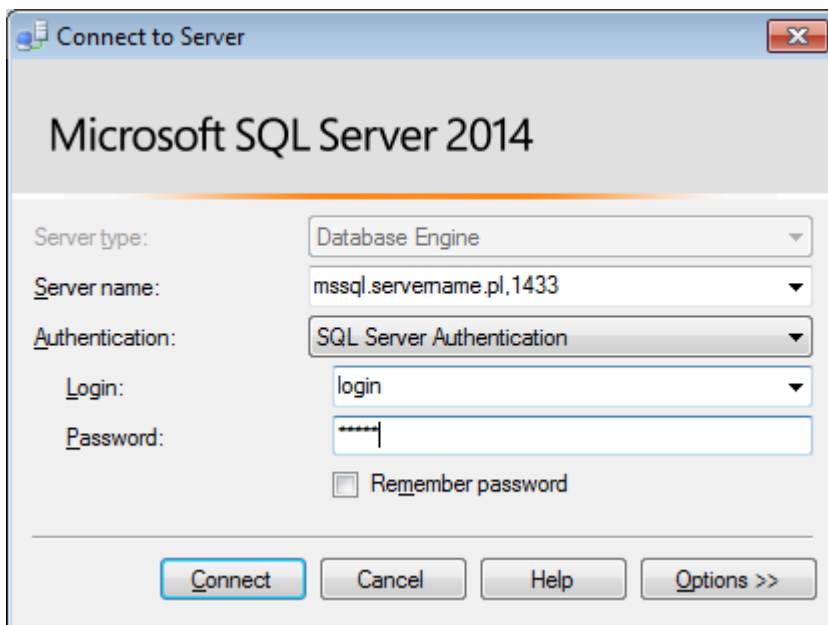 Connect to Server
Microsoft SQL Server 2014
Server type: Database Engine
Server name: mssql.servername.pl,1433
Authentication: SQL Server Authentication
Login: login
Password: *****
Remember password
Connect Cancel Help Options >>